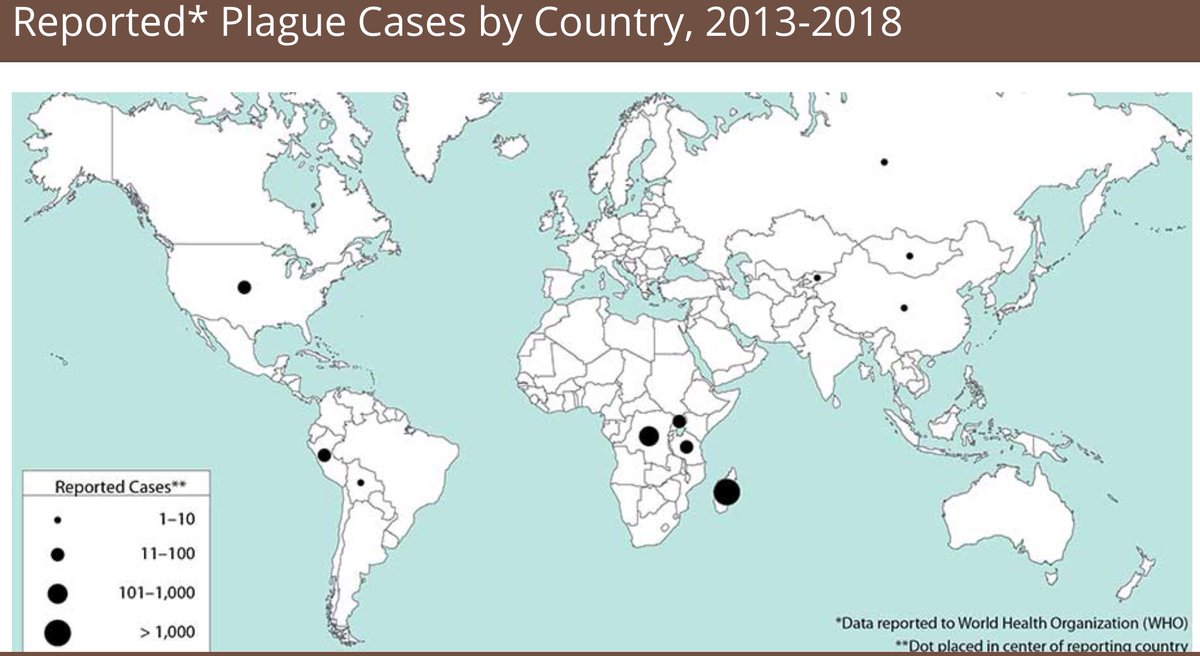 Reported* Plague Cases by Country, 2013-2018
Reported Cases**
1–10
11–100
101–1,000
> 1,000
*Data reported to World Health Organization (WHO)
**Dot placed in center of reporting country